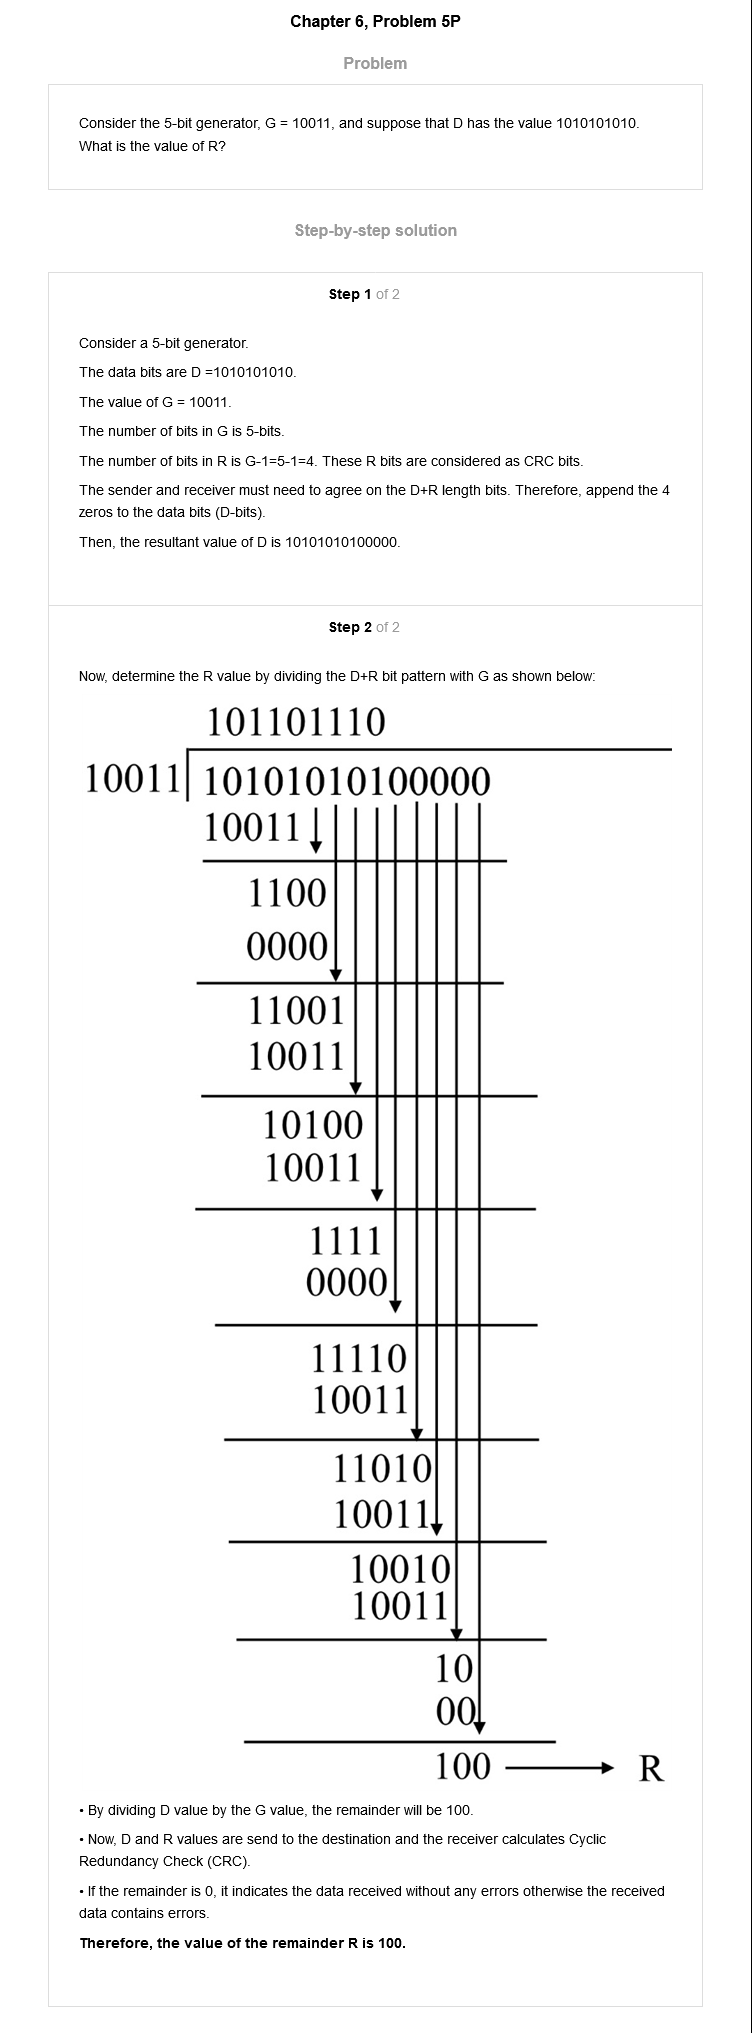 Chapter 6, Problem 5P
Problem
Consider the 5-bit generator, G = 10011, and suppose that D has the value 1010101010.
What is the value of R?
Step-by-step solution
Step 1 of 2
Consider a 5-bit generator.
The data bits are D =1010101010.
The value of G = 10011.
The number of bits in G is 5-bits.
The number of bits in R is G-1=5-1=4. These R bits are considered as CRC bits.
The sender and receiver must need to agree on the D+R length bits. Therefore, append the 4
zeros to the data bits (D-bits).
Then, the resultant value of D is 10101010100000.
Step 2 of 2
Now, determine the R value by dividing the D+R bit pattern with G as shown below:
101101110
10011 10101010100000
10011
1100
0000
11001
10011
10100
10011
1111
0000
11110
10011
11010
10011
10010
10011
10
00
100 R
• By dividing D value by the G value, the remainder will be 100.
• Now, D and R values are send to the destination and the receiver calculates Cyclic
Redundancy Check (CRC).
• If the remainder is 0, it indicates the data received without any errors otherwise the received
data contains errors.
Therefore, the value of the remainder R is 100.